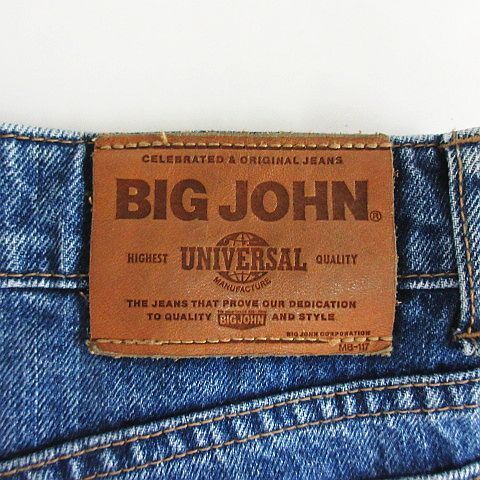 CELEBRATED & ORIGINAL JEANS
BIG JOHN®
HIGHEST UNIVERSAL QUALITY
MANUFACTURE
THE JEANS THAT PROVE OUR DEDICATION
TO QUALITY BIG JOHN AND STYLE
BIG JOHN CORPORATION
MB-117